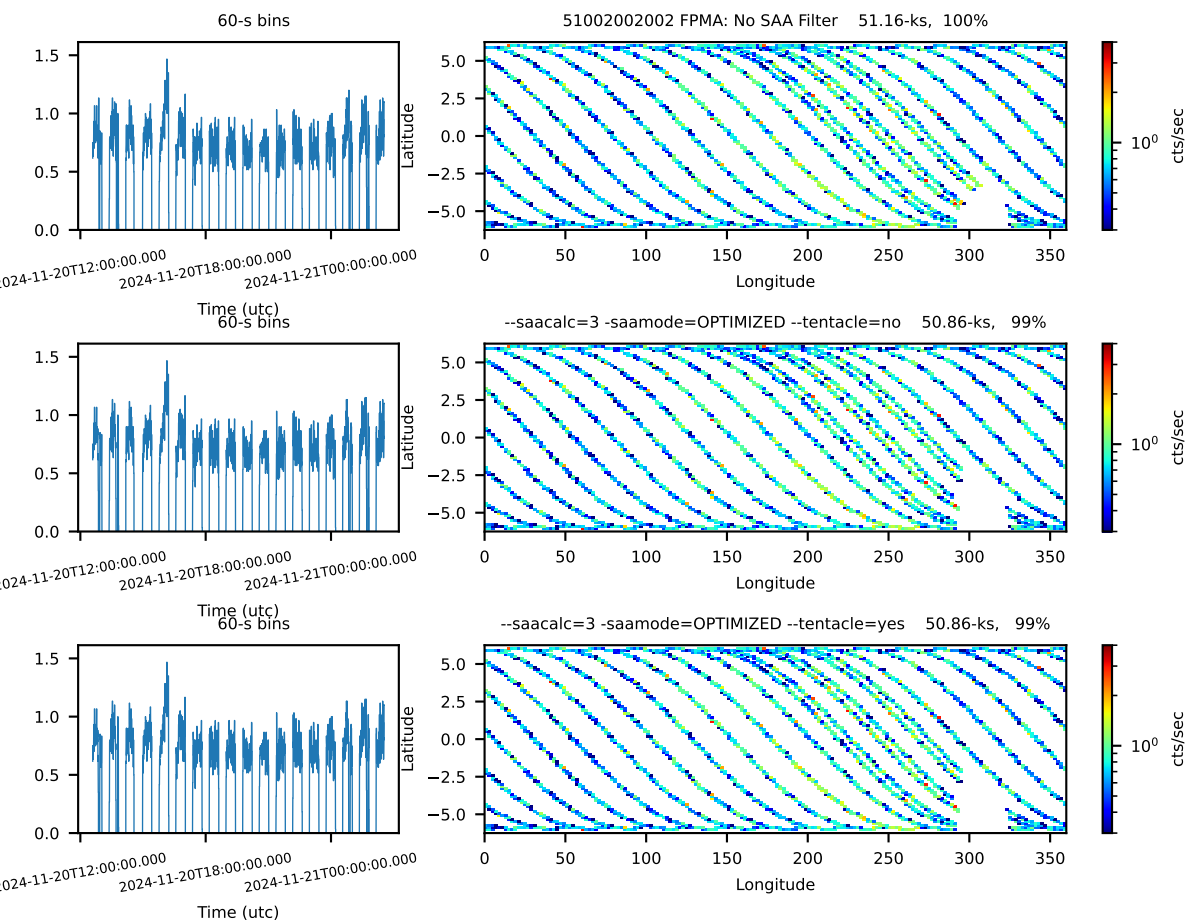 60-s bins
51002002002 FPMA: No SAA Filter    51.16-ks,  100%
1.5
1.0
0.5
0.0
2024-11-20T12:00:00.000
2024-11-20T18:00:00.000
2024-11-21T00:00:00.000
Time (utc)
Latitude
5.0
2.5
0.0
−2.5
−5.0
0 50 100 150 200 250 300 350
Longitude
10⁰
cts/sec
60-s bins
--saacalc=3 -saamode=OPTIMIZED --tentacle=no    50.86-ks,   99%
1.5
1.0
0.5
0.0
2024-11-20T12:00:00.000
2024-11-20T18:00:00.000
2024-11-21T00:00:00.000
Time (utc)
Latitude
5.0
2.5
0.0
−2.5
−5.0
0 50 100 150 200 250 300 350
Longitude
10⁰
cts/sec
60-s bins
--saacalc=3 -saamode=OPTIMIZED --tentacle=yes    50.86-ks,   99%
1.5
1.0
0.5
0.0
2024-11-20T12:00:00.000
2024-11-20T18:00:00.000
2024-11-21T00:00:00.000
Time (utc)
Latitude
5.0
2.5
0.0
−2.5
−5.0
0 50 100 150 200 250 300 350
Longitude
10⁰
cts/sec